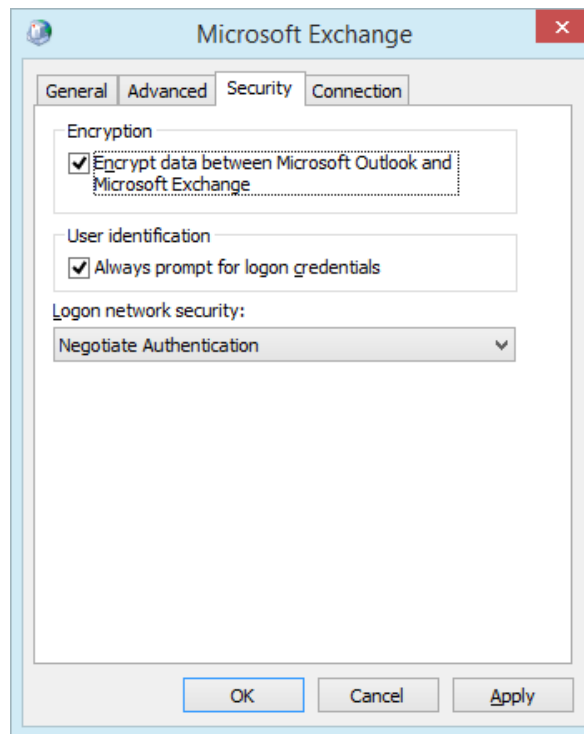 Microsoft Exchange
General Advanced Security Connection
Encryption
Encrypt data between Microsoft Outlook and
Microsoft Exchange
User identification
Always prompt for logon credentials
Logon network security:
Negotiate Authentication
OK Cancel Apply